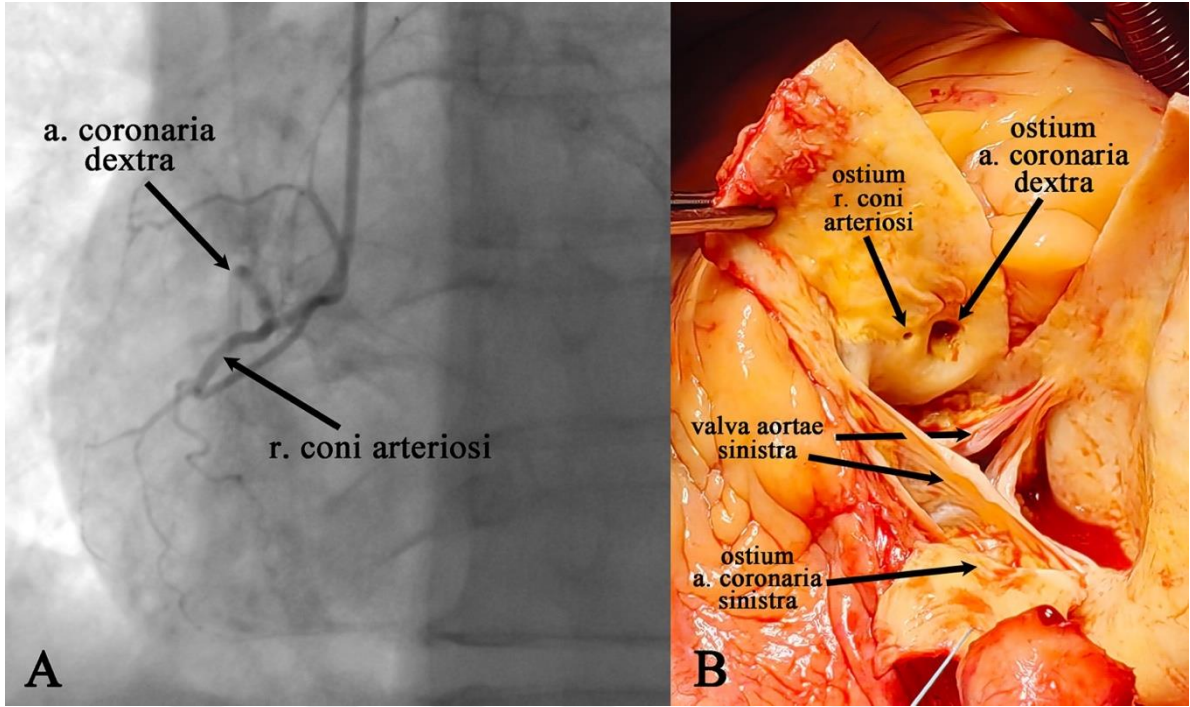 a. coronaria
dextra
r. coni arteriosi
A
ostium
r. coni
arteriosi
ostium
a. coronaria
dextra
valva aortae
sinistra
ostium
a. coronaria
sinistra
B